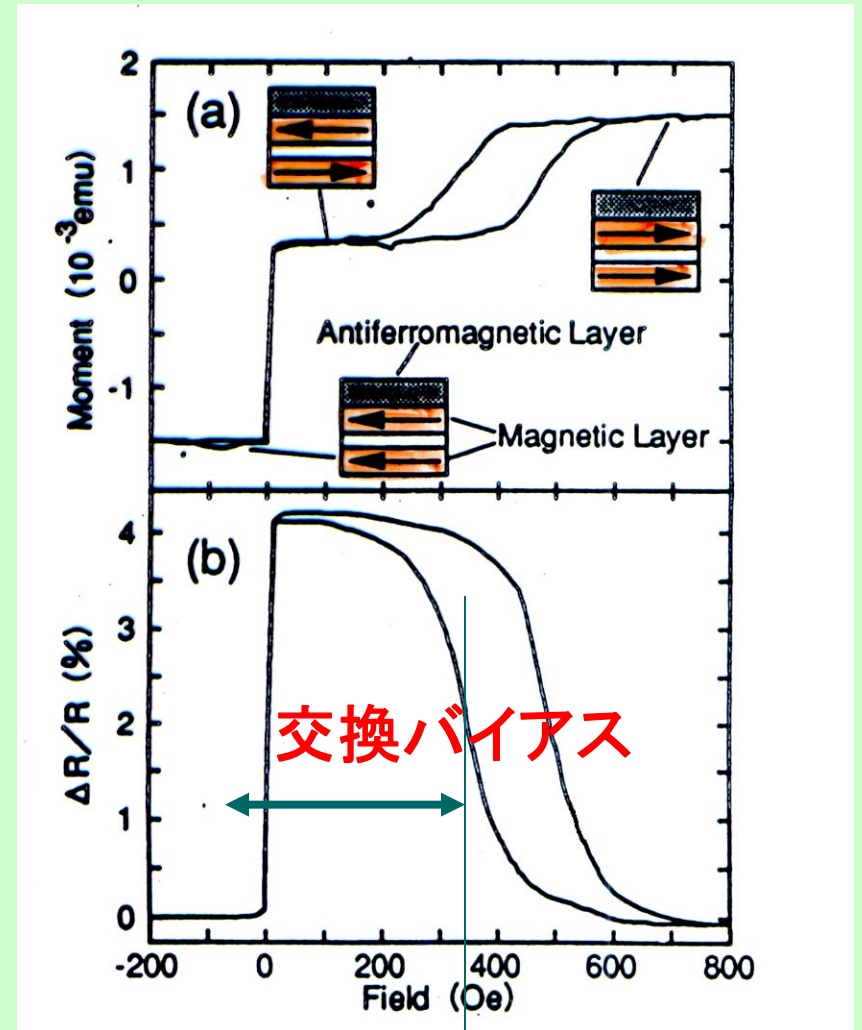 2
(a)
1
0
-1
Moment (10⁻³emu)
Antiferromagnetic Layer
Magnetic Layer
(b)
4
3
2
1
0
ΔR/R (%)
交換バイアス
-200 0 200 400 600 800
Field (Oe)